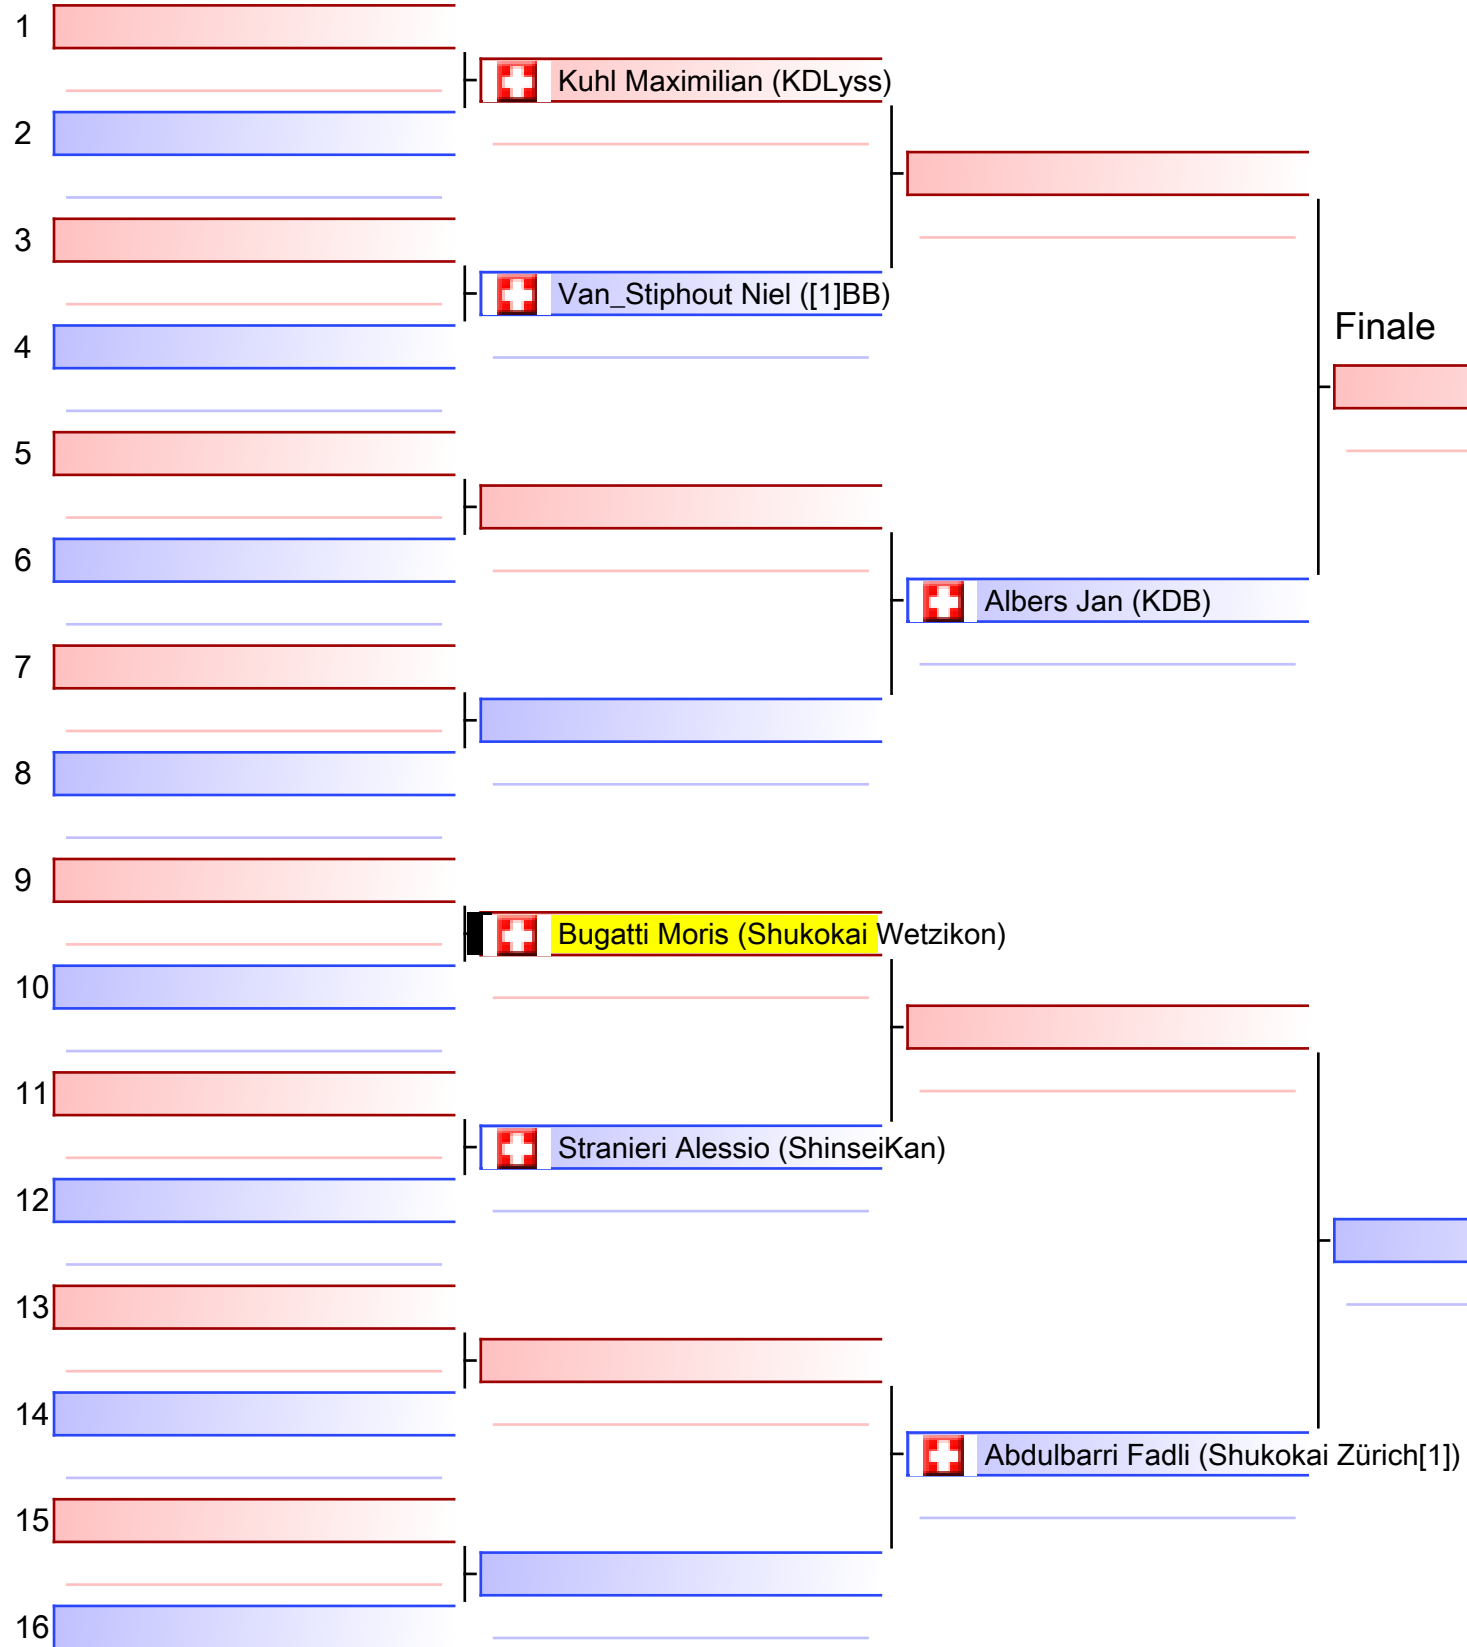 1
Kuhl Maximilian (KDLyss)
2
3
Van_Stiphout Niel ([1]BB)
4
Finale
5
6
Albers Jan (KDB)
7
8
9
Bugatti Moris (Shukokai Wetzikon)
10
11
Stranieri Alessio (ShinseiKan)
12
13
14
Abdulbarri Fadli (Shukokai Zürich[1])
15
16